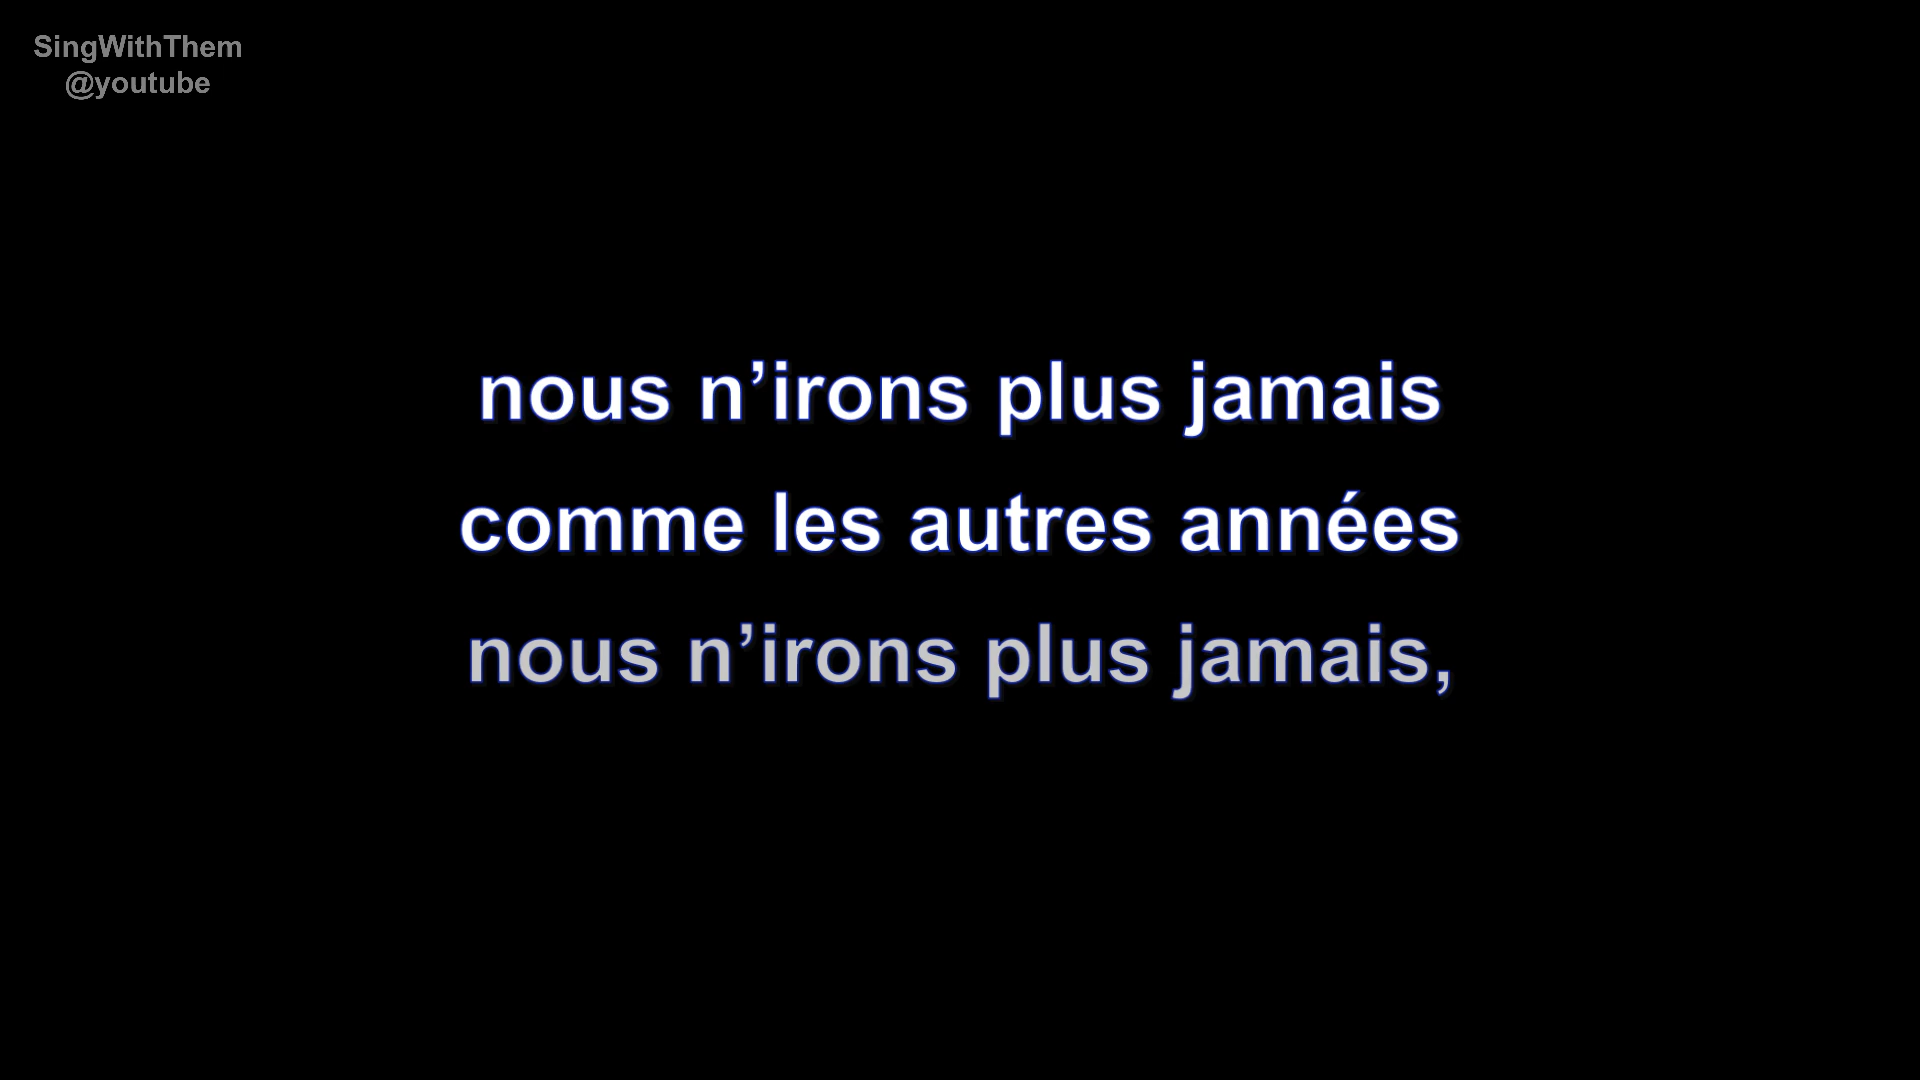 SingWithThem
@youtube
nous n’irons plus jamais
comme les autres années
nous n’irons plus jamais,